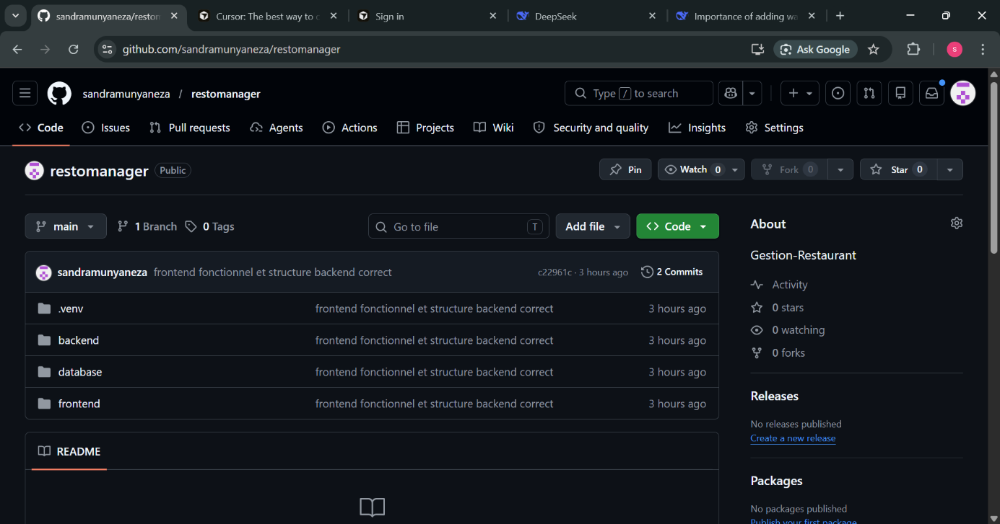 sandramunyaneza/reston
Cursor: The best way to c
Sign in
DeepSeek
Importance of adding wa
github.com/sandramunyaneza/restomanager
Ask Google
s
sandramunyaneza / restomanager
Type / to search
Code
Issues
Pull requests
Agents
Actions
Projects
Wiki
Security and quality
Insights
Settings
restomanager Public
Pin
Watch 0
Fork 0
Star 0
main
1 Branch
0 Tags
Go to file T
Add file
Code
sandramunyaneza frontend fonctionnel et structure backend correct c22961c · 3 hours ago 2 Commits
.venv frontend fonctionnel et structure backend correct 3 hours ago
backend frontend fonctionnel et structure backend correct 3 hours ago
database frontend fonctionnel et structure backend correct 3 hours ago
frontend frontend fonctionnel et structure backend correct 3 hours ago
README
About
Gestion-Restaurant
Activity
0 stars
0 watching
0 forks
Releases
No releases published
Create a new release
Packages
No packages published
Publish your first package